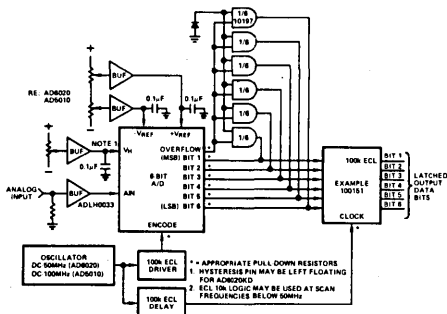 1/6
10197
1/6
1/6
1/6
1/6
1/6
+
-
+
-
RE: AD6020
AD5010
BUF
BUF
0.1µF
0.1µF
-VREF
+VREF
NOTE 1
BUF
0.1µF
VH
ANALOG
INPUT
BUF
ADLH0033
AIN
6 BIT
A/D
OVERFLOW
(MSB) BIT 1
BIT 2
BIT 3
BIT 4
BIT 5
(LSB) BIT 6
ENCODE
100k ECL
EXAMPLE
100151
CLOCK
BIT 1
BIT 2
BIT 3
BIT 4
BIT 5
BIT 6
LATCHED
OUTPUT
DATA
BITS
OSCILLATOR
DC 50MHz (AD6020)
DC 100MHz (AD5010)
100k ECL
DRIVER
100k ECL
DELAY
* = APPROPRIATE PULL DOWN RESISTORS
1. HYSTERESIS PIN MAY BE LEFT FLOATING
FOR AD6020KD
2. ECL 10k LOGIC MAY BE USED AT SCAN
FREQUENCIES BELOW 50MHz